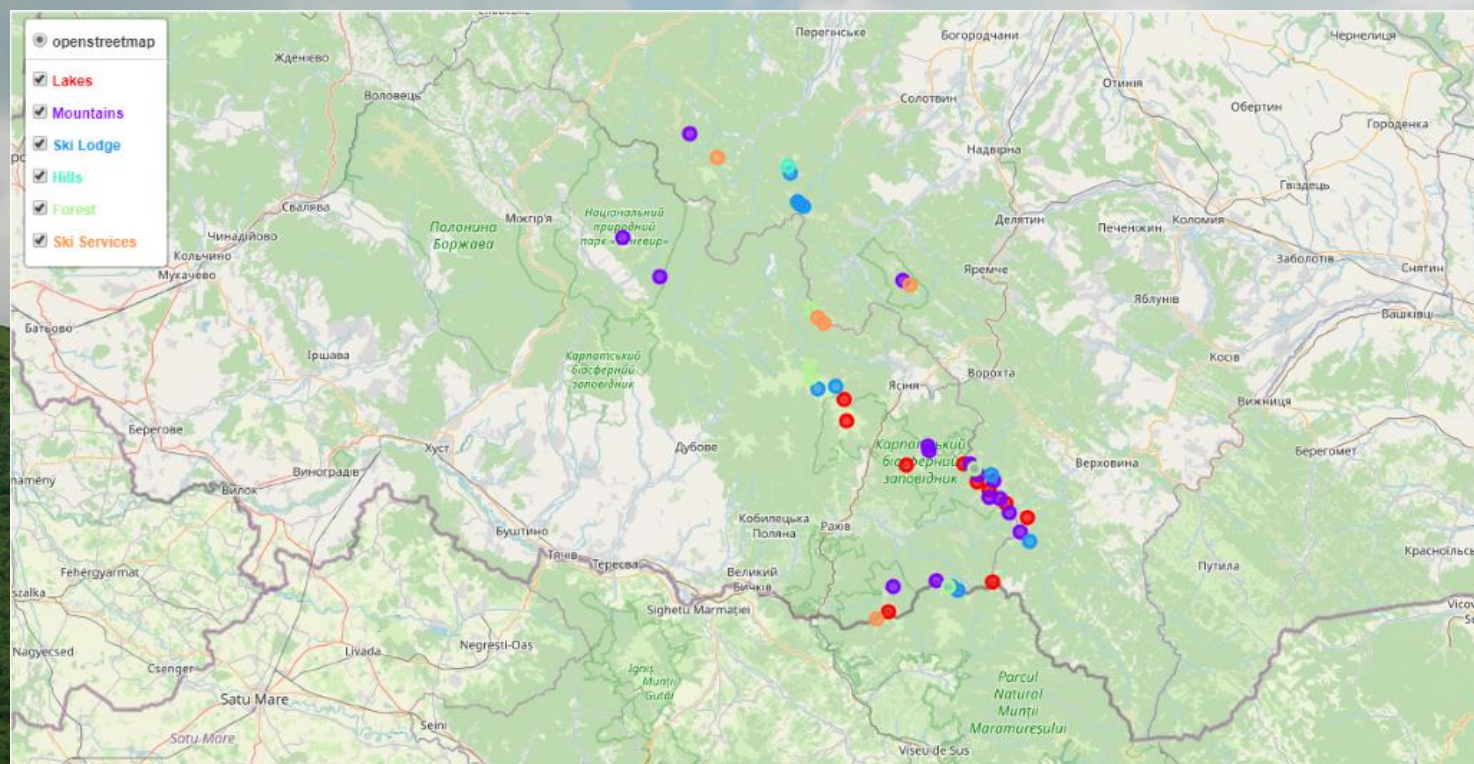 openstreetmap
Lakes
Mountains
Ski Lodge
Hills
Forest
Ski Services
Жденієво
Воловець
Перегінське
Богородчани
Чернелиця
Отинія
Солотвин
Обертин
Городенка
Надвірна
Гвіздець
Свалява
Міжгір'я
Національний
природний
Полонина
Боржава
Делятин
Печеніжин
Коломия
Чинадійово
Кольчино
Мукачево
Заболотів
Снятин
Яремче
Яблунів
Вашківці
Батьово
Іршава
Карпатський
біосферний
заповідник
Косів
Ясіня
Ворохта
Вижниця
Берегове
Хуст
Дубове
Верховина
Берегомет
Виноградів
Вилок
заповідник
Кобилецька
Поляна
Рахів
Буштино
Тячів
Тересва
Великий
Бичків
Путила
Fehérgyarmat
Sighetu Marmației
Nagyecsed
Csenger
Livada
Negrești-Oaș
Ignis
Munții
Gutâi
Parcul
Natural
Munții
Maramureșului
Satu Mare
Seini
Satu Mare
Vișeu de Sus